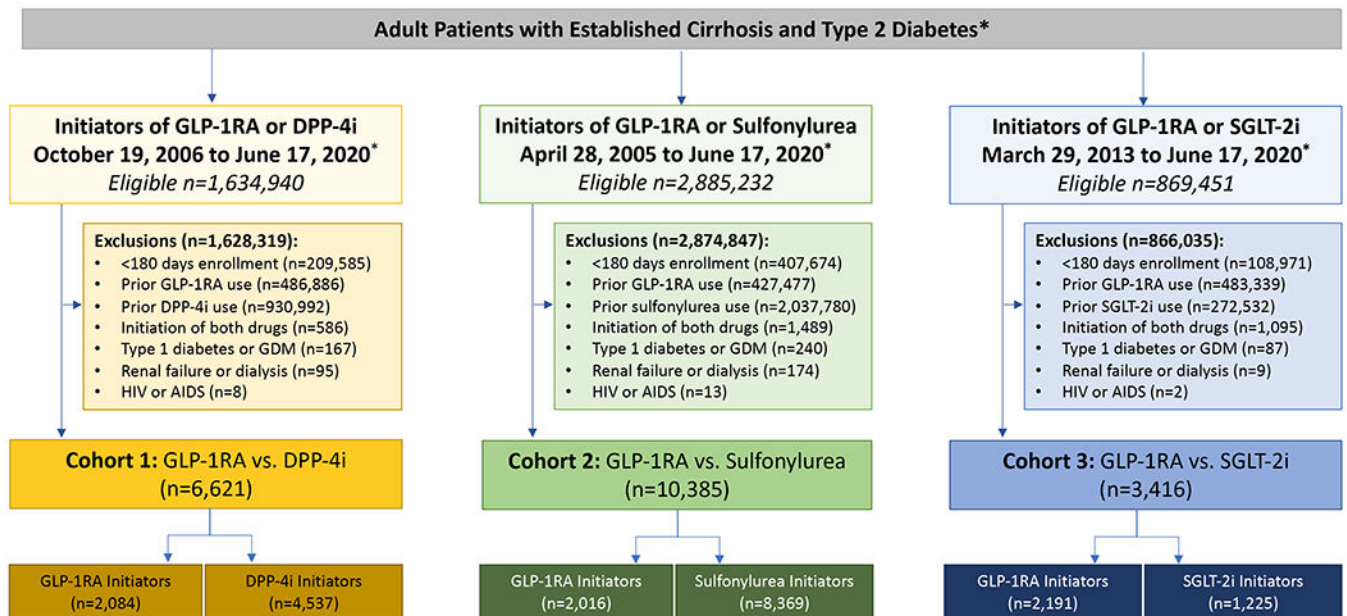 Adult Patients with Established Cirrhosis and Type 2 Diabetes*
Initiators of GLP-1RA or DPP-4i
October 19, 2006 to June 17, 2020*
Eligible n=1,634,940
Exclusions (n=1,628,319):
• <180 days enrollment (n=209,585)
• Prior GLP-1RA use (n=486,886)
• Prior DPP-4i use (n=930,992)
• Initiation of both drugs (n=586)
• Type 1 diabetes or GDM (n=167)
• Renal failure or dialysis (n=95)
• HIV or AIDS (n=8)
Cohort 1: GLP-1RA vs. DPP-4i
(n=6,621)
GLP-1RA Initiators
(n=2,084)
DPP-4i Initiators
(n=4,537)
Initiators of GLP-1RA or Sulfonylurea
April 28, 2005 to June 17, 2020*
Eligible n=2,885,232
Exclusions (n=2,874,847):
• <180 days enrollment (n=407,674)
• Prior GLP-1RA use (n=427,477)
• Prior sulfonylurea use (n=2,037,780)
• Initiation of both drugs (n=1,489)
• Type 1 diabetes or GDM (n=240)
• Renal failure or dialysis (n=174)
• HIV or AIDS (n=13)
Cohort 2: GLP-1RA vs. Sulfonylurea
(n=10,385)
GLP-1RA Initiators
(n=2,016)
Sulfonylurea Initiators
(n=8,369)
Initiators of GLP-1RA or SGLT-2i
March 29, 2013 to June 17, 2020*
Eligible n=869,451
Exclusions (n=866,035):
• <180 days enrollment (n=108,971)
• Prior GLP-1RA use (n=483,339)
• Prior SGLT-2i use (n=272,532)
• Initiation of both drugs (n=1,095)
• Type 1 diabetes or GDM (n=87)
• Renal failure or dialysis (n=9)
• HIV or AIDS (n=2)
Cohort 3: GLP-1RA vs. SGLT-2i
(n=3,416)
GLP-1RA Initiators
(n=2,191)
SGLT-2i Initiators
(n=1,225)